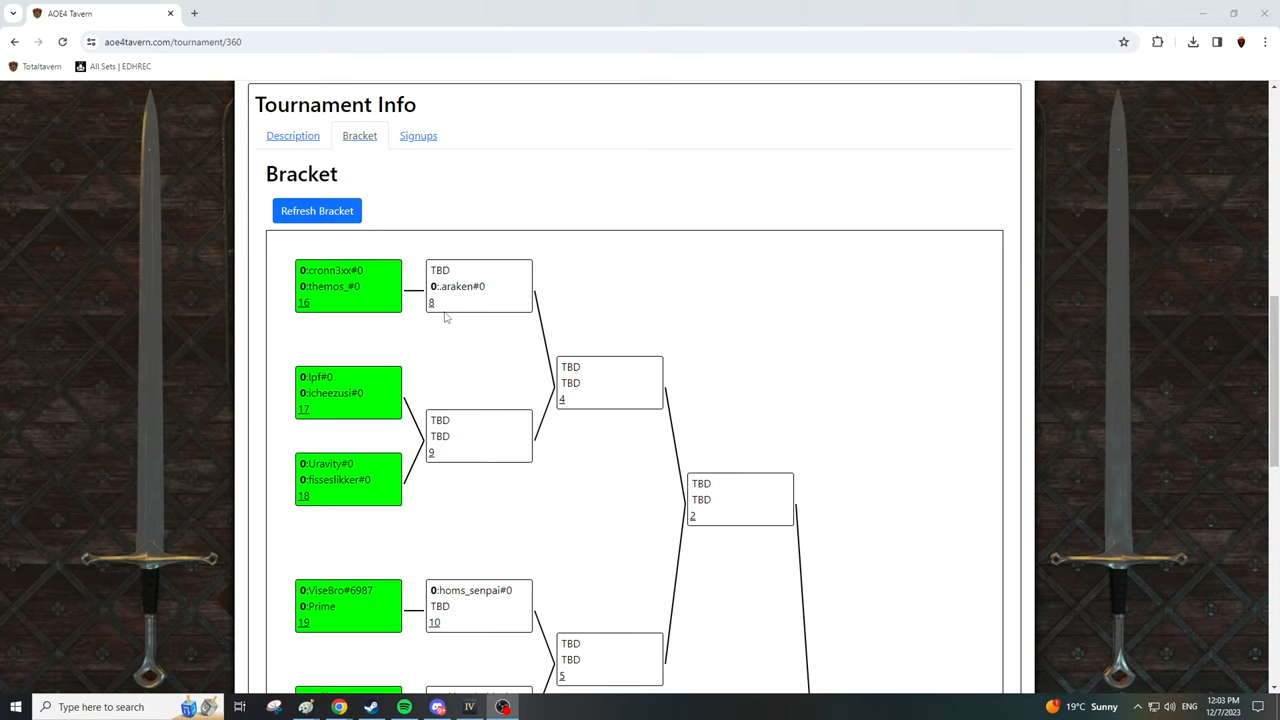 AOE4 Tavern
aoe4tavern.com/tournament/360
Totaltavern
All Sets | EDHREC
Tournament Info
Description
Bracket
Signups
Bracket
Refresh Bracket
0:cronn3xx#0
0:themos_#0
16
TBD
0:.araken#0
8
0:lpf#0
0:icheezusi#0
17
TBD
TBD
9
TBD
TBD
4
0:Uravity#0
0:fisseslikker#0
18
TBD
TBD
2
0:ViseBro#6987
0:Prime
19
0:homs_senpai#0
TBD
10
TBD
TBD
5
Type here to search
19°C Sunny
ENG
12:03 PM
12/7/2023